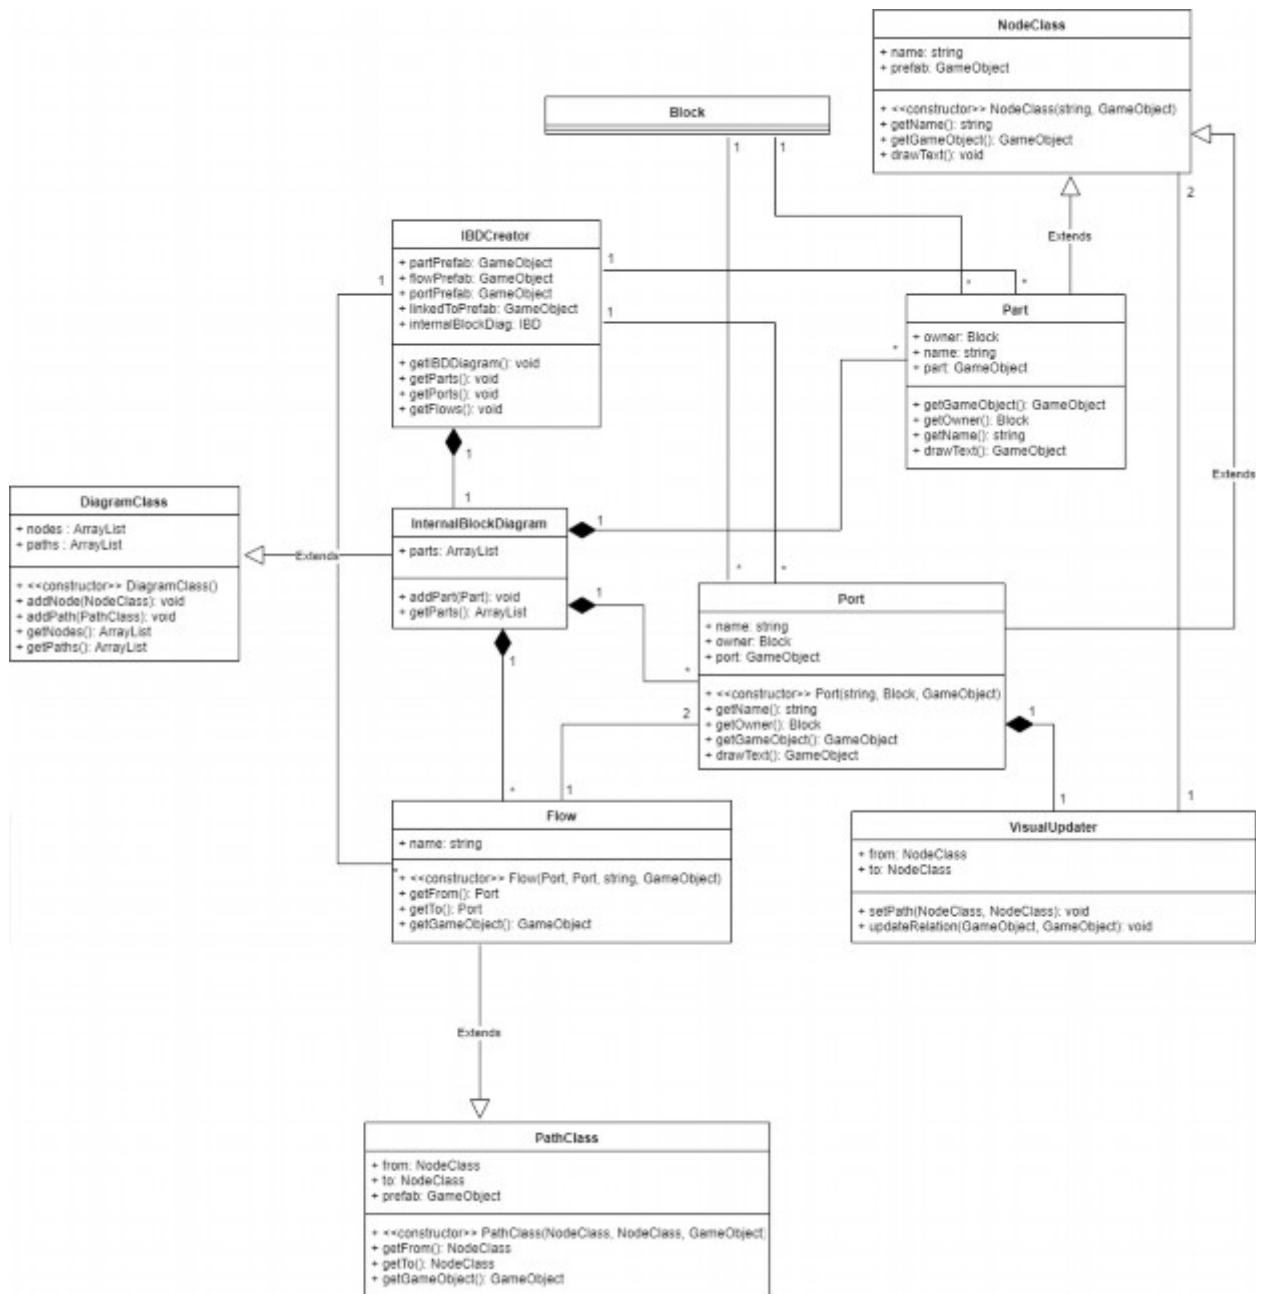 NodeClass
+ name: string
+ prefab: GameObject
+ <<constructor>> NodeClass(string, GameObject)
+ getName(): string
+ getGameObject(): GameObject
+ drawText(): void
Block
1
1
2
Extends
IBDCreator
+ partPrefab: GameObject
+ flowPrefab: GameObject
+ portPrefab: GameObject
+ linkedToPrefab: GameObject
+ internalBlockDiag: IBD
+ getIBDDiagram(): void
+ getParts(): void
+ getPorts(): void
+ getFlows(): void
1
1
1
*
*
Part
+ owner: Block
+ name: string
+ part: GameObject
+ getGameObject(): GameObject
+ getOwner(): Block
+ getName(): string
+ drawText(): GameObject
*
1
1
Extends
DiagramClass
+ nodes : ArrayList
+ paths : ArrayList
+ <<constructor>> DiagramClass()
+ addNode(NodeClass): void
+ addPath(PathClass): void
+ getNodes(): ArrayList
+ getPaths(): ArrayList
Extends
InternalBlockDiagram
+ parts: ArrayList
+ addPart(Part): void
+ getParts(): ArrayList
1
1
1
*
*
Port
+ name: string
+ owner: Block
+ port: GameObject
+ <<constructor>> Port(string, Block, GameObject)
+ getName(): string
+ getOwner(): Block
+ getGameObject(): GameObject
+ drawText(): GameObject
*
2
1
*
1
1
1
Flow
+ name: string
*
+ <<constructor>> Flow(Port, Port, string, GameObject)
+ getFrom(): Port
+ getTo(): Port
+ getGameObject(): GameObject
VisualUpdater
+ from: NodeClass
+ to: NodeClass
+ setPath(NodeClass, NodeClass): void
+ updateRelation(GameObject, GameObject): void
Extends
PathClass
+ from: NodeClass
+ to: NodeClass
+ prefab: GameObject
+ <<constructor>> PathClass(NodeClass, NodeClass, GameObject)
+ getFrom(): NodeClass
+ getTo(): NodeClass
+ getGameObject(): GameObject